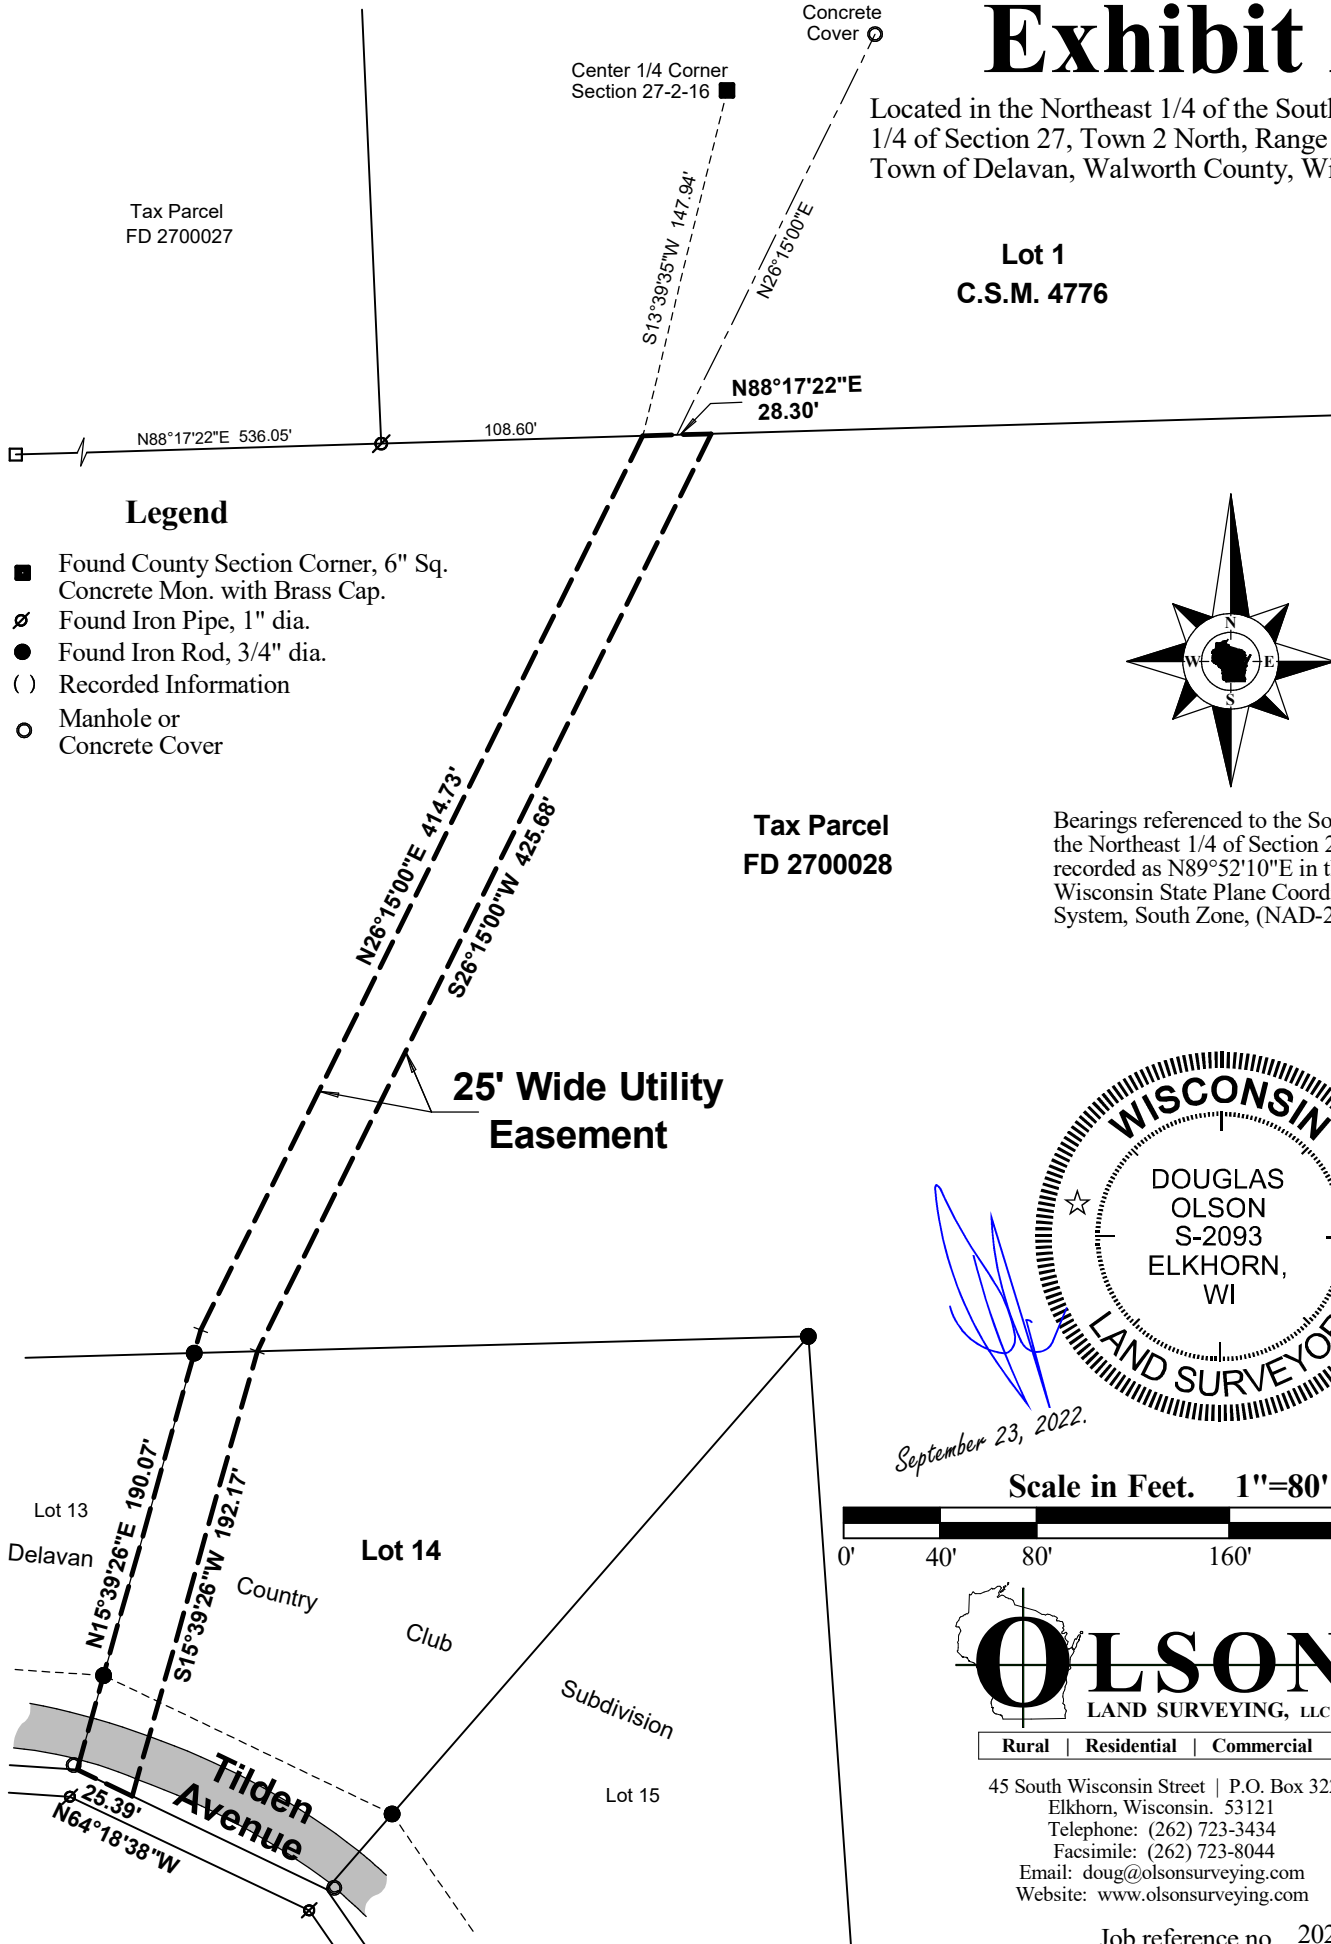 Concrete
Cover
Exhibit
Center 1/4 Corner
Section 27-2-16
Located in the Northeast 1/4 of the
1/4 of Section 27, Town 2 North, Range
Town of Delavan, Walworth County,
Tax Parcel
FD 2700027
S13°39'35"W 147.94'
N26°15'00"E
Lot 1
C.S.M. 4776
N88°17'22"E
28.30'
N88°17'22"E 536.05'
108.60'
Legend
Found County Section Corner, 6" Sq.
Concrete Mon. with Brass Cap.
Found Iron Pipe, 1" dia.
Found Iron Rod, 3/4" dia.
( ) Recorded Information
Manhole or
Concrete Cover
N
W E
S
N26°15'00"E 414.73'
S26°15'00"W 425.68'
Tax Parcel
FD 2700028
Bearings referenced to the
the Northeast 1/4 of Section
recorded as N89°52'10"E in
Wisconsin State Plane
System, South Zone,
25' Wide Utility
Easement
WISCONSIN
DOUGLAS
OLSON
S-2093
ELKHORN,
WI
LAND
September 23, 2022.
Scale in Feet. 1"=80'
0' 40' 80' 160'
N15°39'26"E 190.07'
S15°39'26"W 192.17'
Lot 13
Lot 14
Delavan
Country
Club
Subdivision
Lot 15
Tilden
Avenue
25.39'
N64°18'38"W
OLSON
LAND SURVEYING, LLC
Rural | Residential | Commercial
45 South Wisconsin Street | P.O. Box
Elkhorn, Wisconsin. 53121
Telephone: (262) 723-3434
Facsimile: (262) 723-8044
Email: doug@olsonsurveying.com
Website: www.olsonsurveying.com
Job reference no